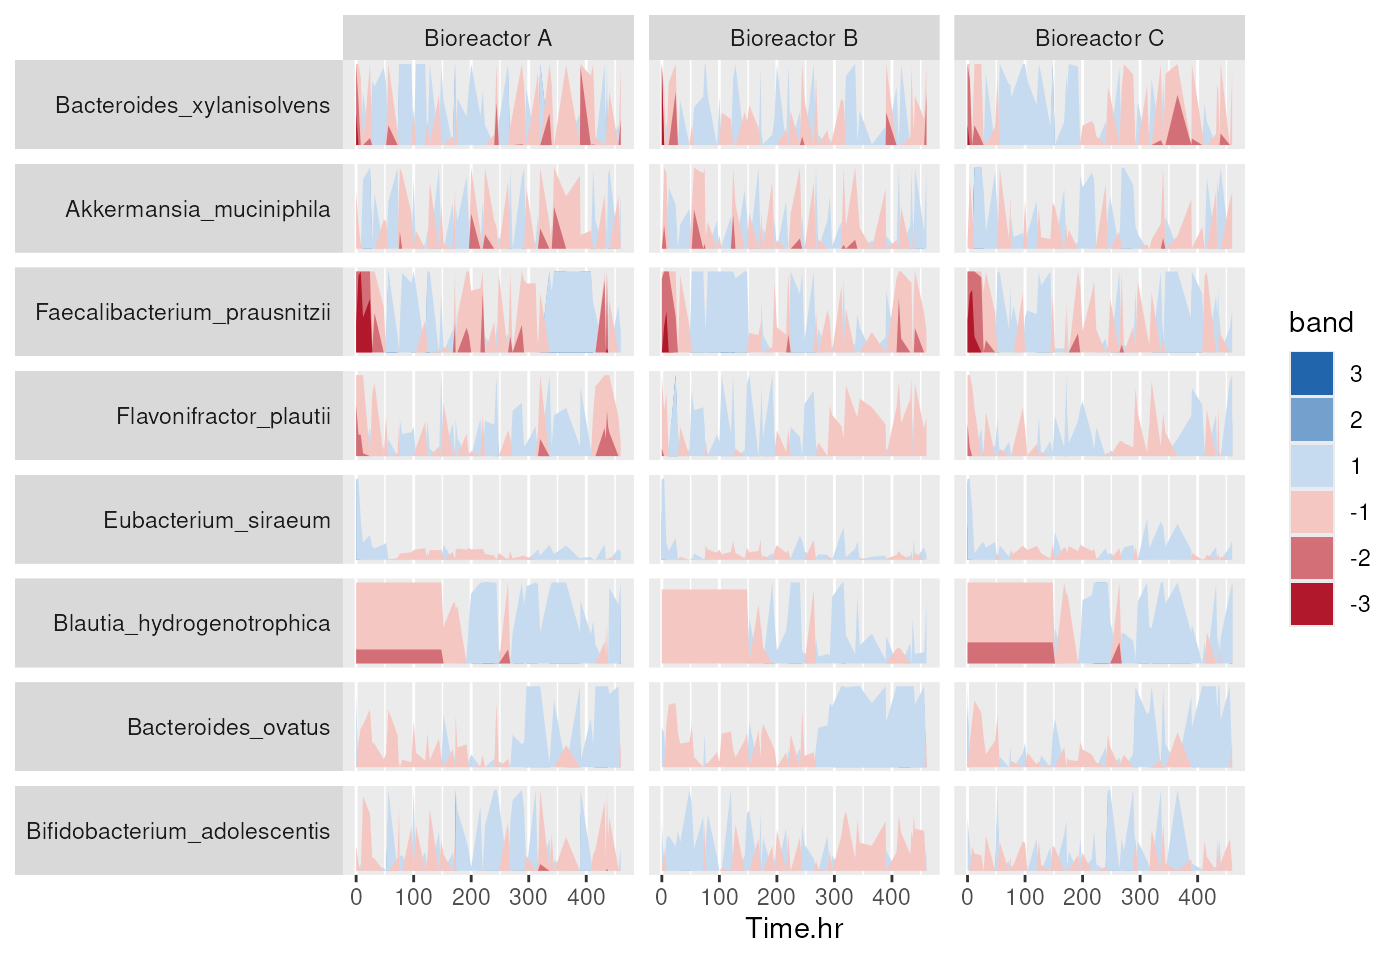 Bioreactor A
Bioreactor B
Bioreactor C
Bacteroides_xylanisolvens
Akkermansia_muciniphila
Faecalibacterium_prausnitzii
Flavonifractor_plautii
Eubacterium_siraeum
Blautia_hydrogenotrophica
Bacteroides_ovatus
Bifidobacterium_adolescentis
0 100 200 300 400
0 100 200 300 400
0 100 200 300 400
Time.hr
band
3
2
1
-1
-2
-3